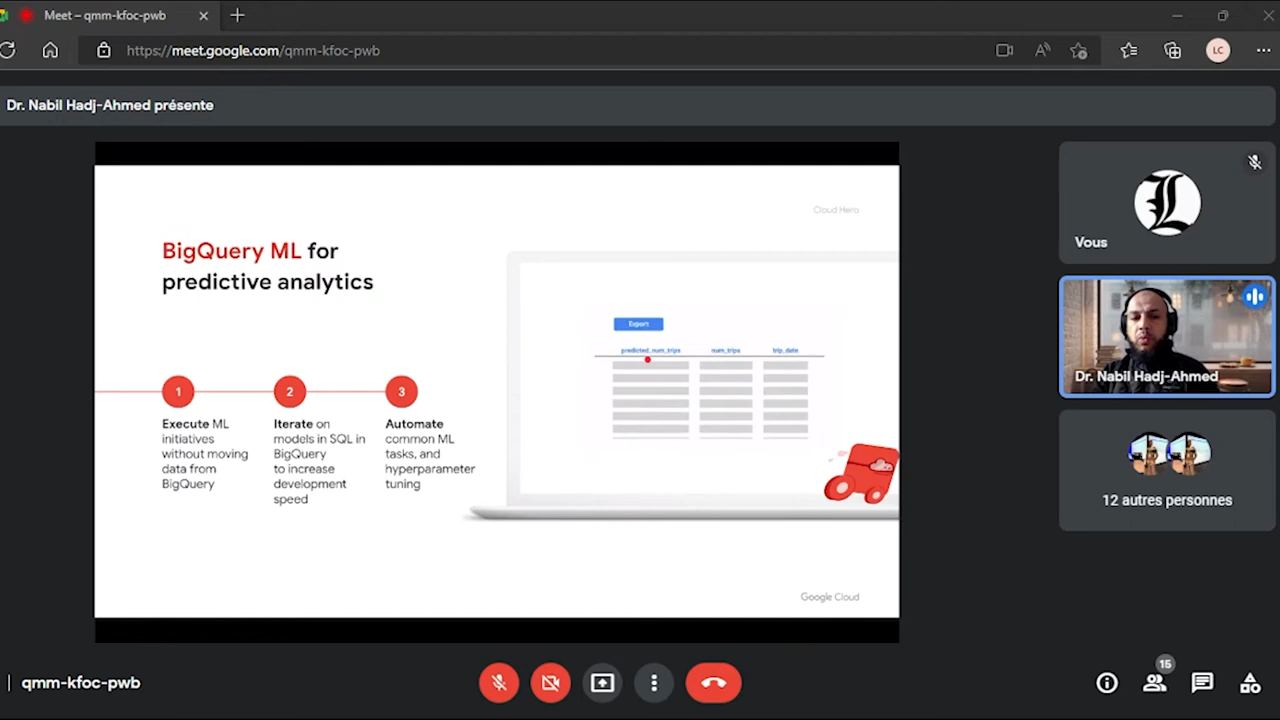 Meet – qmm-kfoc-pwb
https://meet.google.com/qmm-kfoc-pwb
LC
Dr. Nabil Hadj-Ahmed présente
Cloud Hero
BigQuery ML for
predictive analytics
Export
predicted_num_trips num_trips trip_date
1
2
3
Execute ML
initiatives
without moving
data from
BigQuery
Iterate on
models in SQL in
BigQuery
to increase
development
speed
Automate
common ML
tasks, and
hyperparameter
tuning
Google Cloud
L
Vous
Dr. Nabil Hadj-Ahmed
12 autres personnes
qmm-kfoc-pwb
15